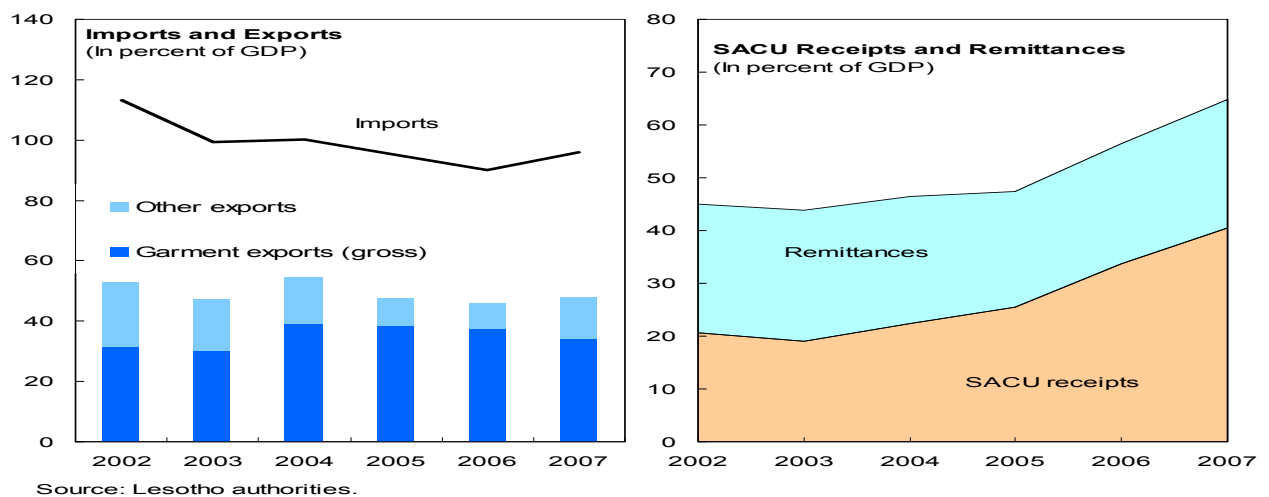 Imports and Exports
(In percent of GDP)
140
120
100
80
60
40
20
0
Imports
Other exports
Garment exports (gross)
2002 2003 2004 2005 2006 2007
SACU Receipts and Remittances
(In percent of GDP)
80
70
60
50
40
30
20
10
0
Remittances
SACU receipts
2002 2003 2004 2005 2006 2007
Source: Lesotho authorities.